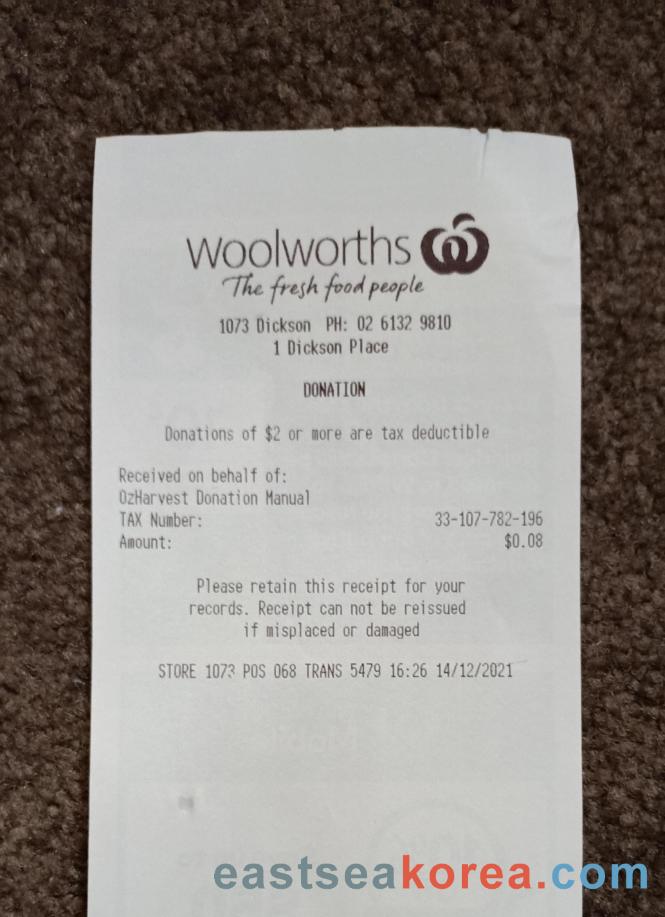 Woolworths
The fresh food people
1073 Dickson PH: 02 6132 9810
1 Dickson Place
DONATION
Donations of $2 or more are tax deductible
Received on behalf of:
OzHarvest Donation Manual
TAX Number: 33-107-782-196
Amount: $0.08
Please retain this receipt for your
records. Receipt can not be reissued
if misplaced or damaged
STORE 1073 POS 068 TRANS 5479 16:26 14/12/2021
eastseakorea.com